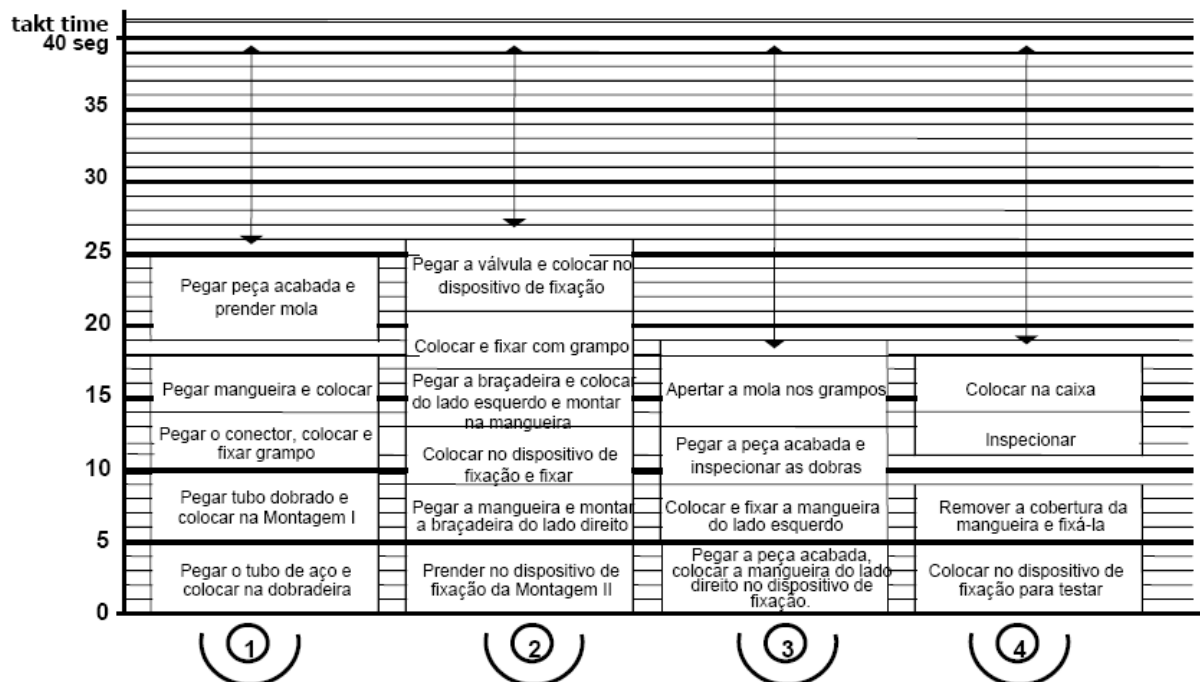 takt time
40 seg
35
30
25
20
15
10
5
0
Pegar peça acabada e
prender mola
Pegar mangueira e colocar
Pegar o conector, colocar e
fixar grampo
Pegar tubo dobrado e
colocar na Montagem I
Pegar o tubo de aço e
colocar na dobradeira
1
Pegar a válvula e colocar no
dispositivo de fixação
Colocar e fixar com grampo
Pegar a braçadeira e colocar
do lado esquerdo e montar
na mangueira
Colocar no dispositivo de
fixação e fixar
Pegar a mangueira e montar
a braçadeira do lado direito
Prender no dispositivo de
fixação da Montagem II
2
Apertar a mola nos grampos
Pegar a peça acabada e
inspecionar as dobras
Colocar e fixar a mangueira
do lado esquerdo
Pegar a peça acabada,
colocar a mangueira do lado
direito no dispositivo de
fixação.
3
Colocar na caixa
Inspecionar
Remover a cobertura da
mangueira e fixá-la
Colocar no dispositivo de
fixação para testar
4